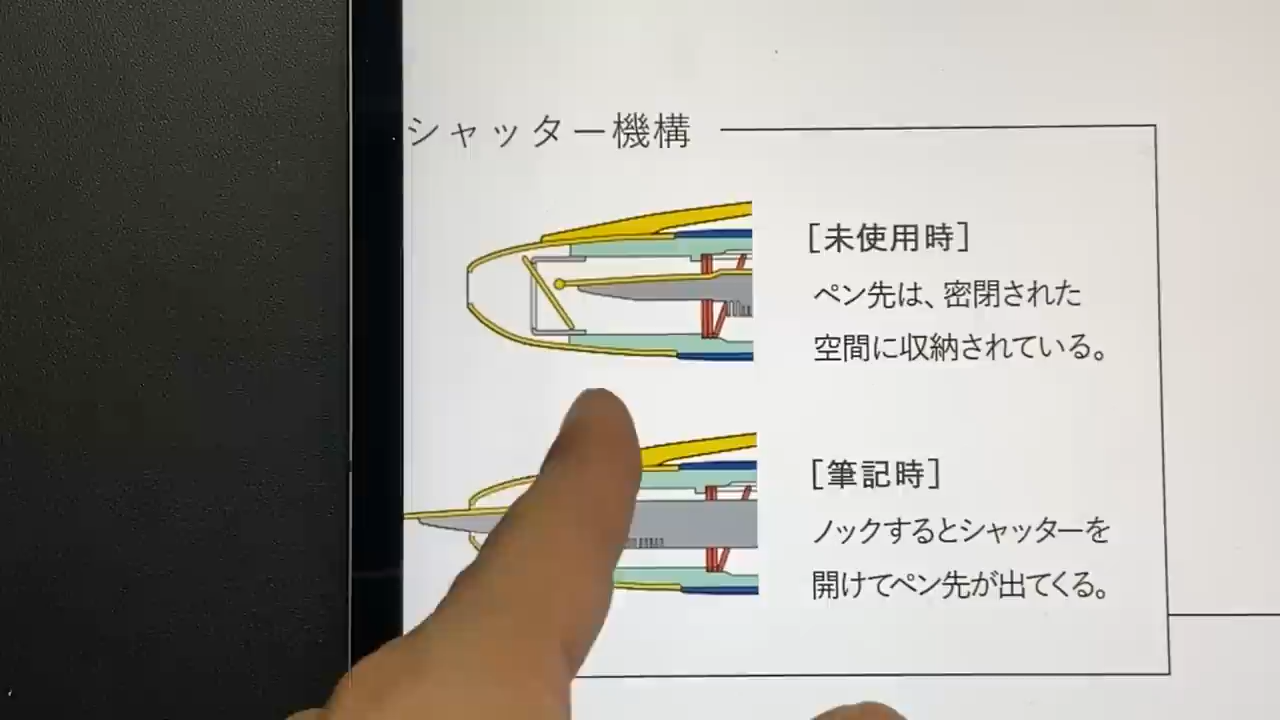 シャッター機構
［未使用時］
ペン先は、密閉された
空間に収納されている。
［筆記時］
ノックするとシャッターを
開けてペン先が出てくる。